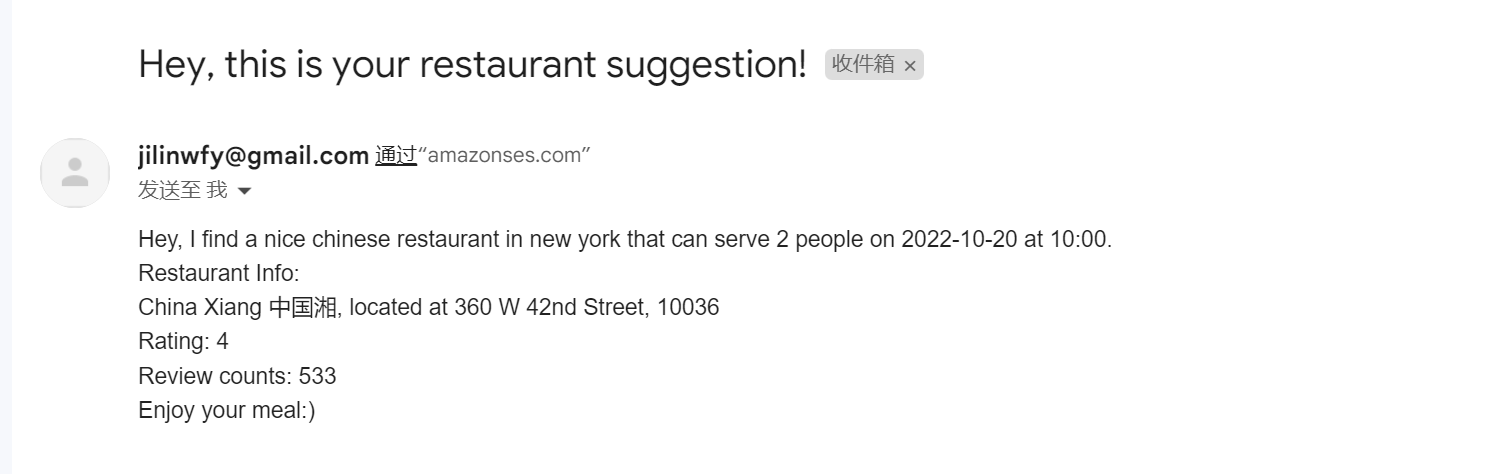 Hey, this is your restaurant suggestion! 收件箱 ×
jilinwfy@gmail.com 通过“amazonses.com”
发送至 我
Hey, I find a nice chinese restaurant in new york that can serve 2 people on 2022-10-20 at 10:00.
Restaurant Info:
China Xiang 中国湘, located at 360 W 42nd Street, 10036
Rating: 4
Review counts: 533
Enjoy your meal:)